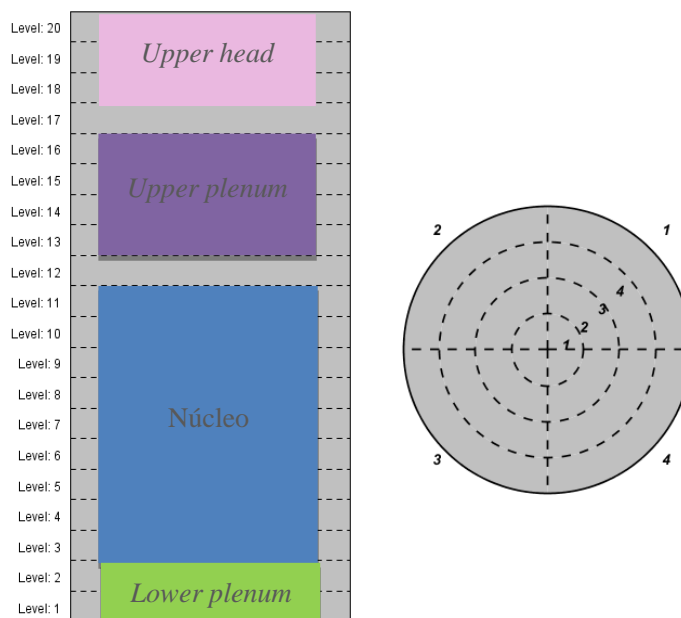 Level: 20
Upper head
Level: 19
Level: 18
Level: 17
Level: 16
Level: 15
Upper plenum
Level: 14
Level: 13
Level: 12
Level: 11
Level: 10
Level: 9
Level: 8
Núcleo
Level: 7
Level: 6
Level: 5
Level: 4
Level: 3
Level: 2
Lower plenum
Level: 1
2
1
4
3
2
1
3
4